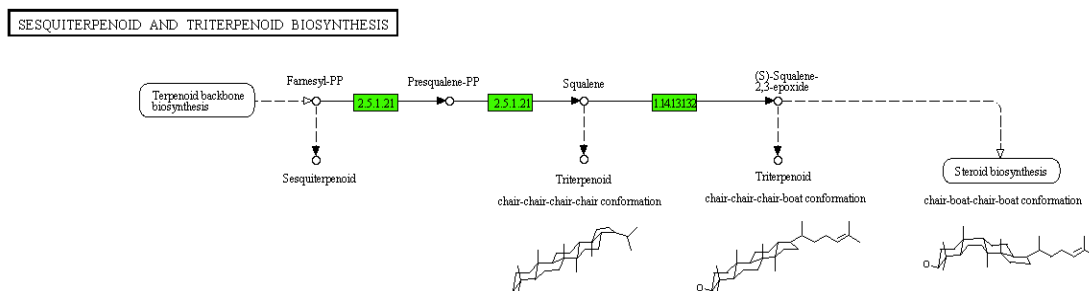 SESQUITERPENOID AND TRITERPENOID BIOSYNTHESIS
Terpenoid backbone
biosynthesis
Farnesyl-PP
2.5.1.21
Presqualene-PP
2.5.1.21
Squalene
1.14.13.132
(S)-Squalene-
2,3-epoxide
Sesquiterpenoid
Triterpenoid
chair-chair-chair-chair conformation
Triterpenoid
chair-chair-chair-boat conformation
Steroid biosynthesis
chair-boat-chair-boat conformation
O
O